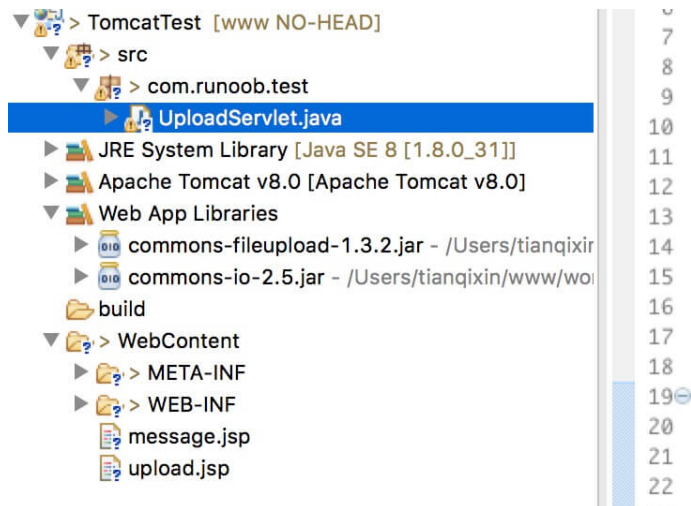 > TomcatTest [www NO-HEAD]
> src
> com.runoob.test
UploadServlet.java
JRE System Library [Java SE 8 [1.8.0_31]]
Apache Tomcat v8.0 [Apache Tomcat v8.0]
Web App Libraries
commons-fileupload-1.3.2.jar - /Users/tianqixin
commons-io-2.5.jar - /Users/tianqixin/www/wo
build
> WebContent
> META-INF
> WEB-INF
message.jsp
upload.jsp
7
8
9
10
11
12
13
14
15
16
17
18
19
20
21
22